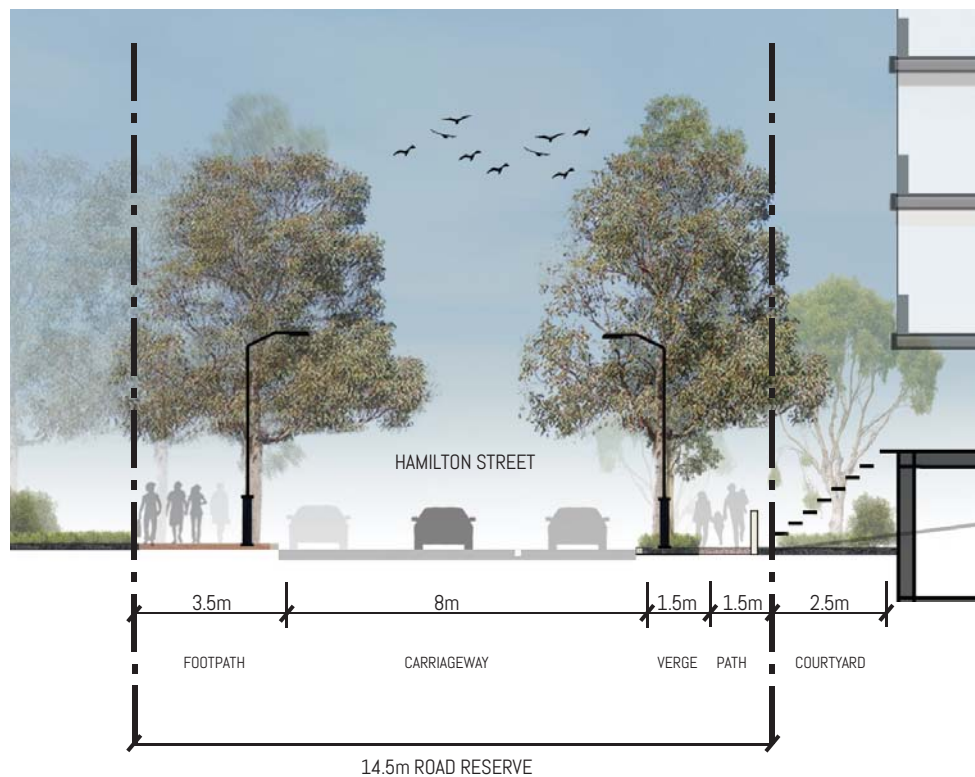 HAMILTON STREET
3.5m 8m 1.5m 1.5m 2.5m
FOOTPATH CARRIAGEWAY VERGE PATH COURTYARD
14.5m ROAD RESERVE